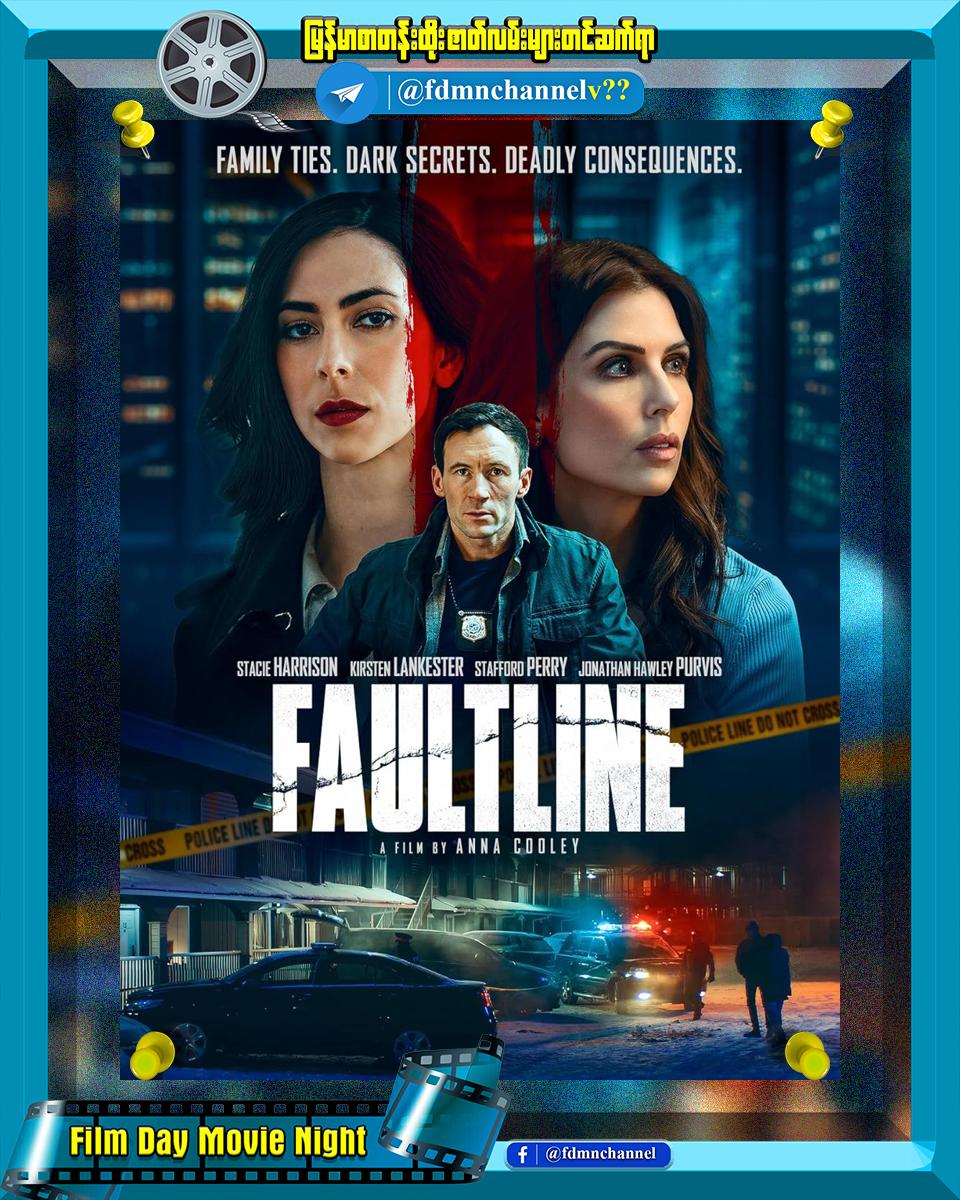 မြန်မာစာတန်းထိုးဇာတ်လမ်းများတင်ဆက်ရာ
@fdmnchannelv??
FAMILY TIES. DARK SECRETS. DEADLY CONSEQUENCES.
STACIE HARRISON KIRSTEN LANKESTER STAFFORD PERRY JONATHAN HAWLEY PURVIS
FAULTLINE
POLICE LINE DO NOT CROSS
CROSS POLICE LINE
A FILM BY ANNA COOLEY
Film Day Movie Night
f @fdmnchannel